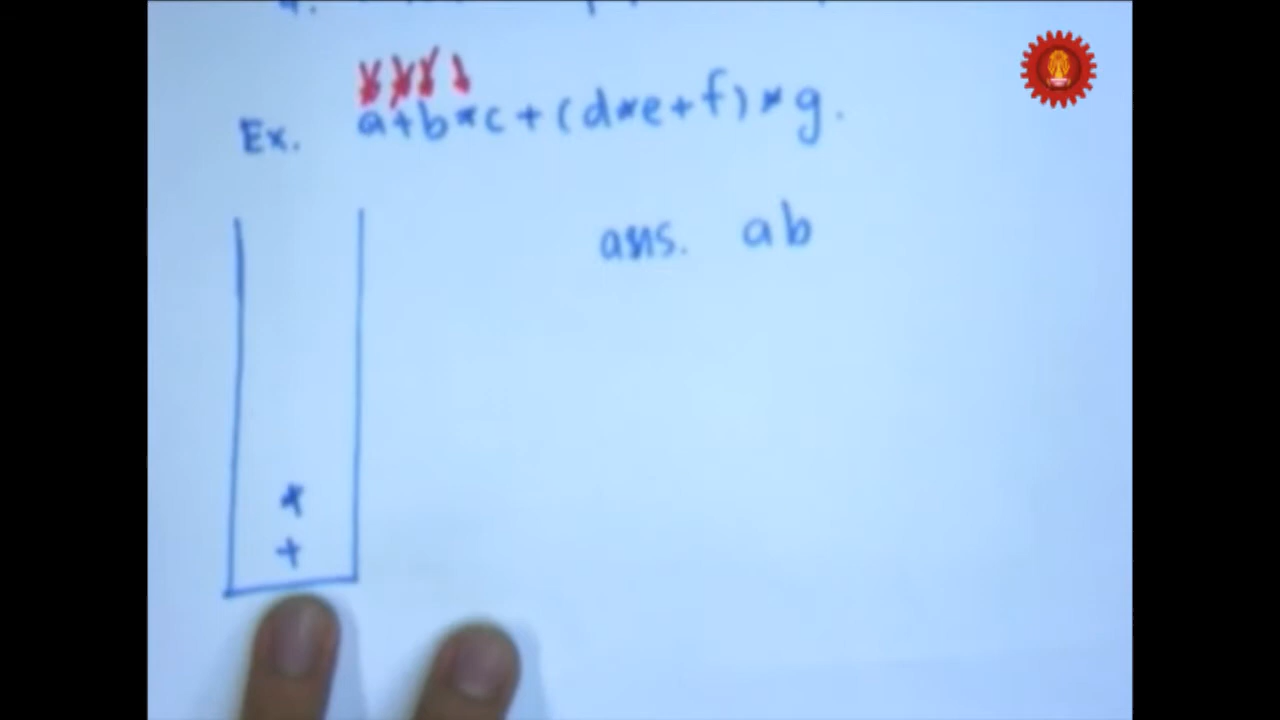 Ex. a+b*c+(d*e+f)*g.
ans. ab
*
+